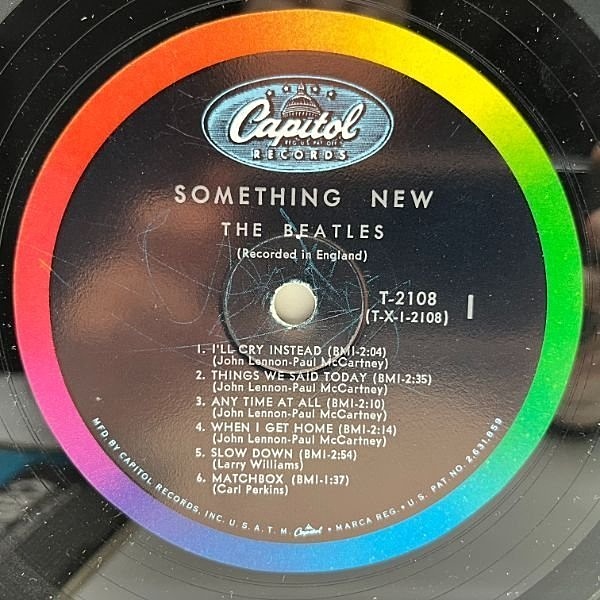 Capitol
REG. U.S. PAT. OFF.
RECORDS
SOMETHING NEW
THE BEATLES
(Recorded in England)
T-2108
(T-X-1-2108)
1
1. I'LL CRY INSTEAD (BMI-2:04)
(John Lennon-Paul McCartney)
2. THINGS WE SAID TODAY (BMI-2:35)
(John Lennon-Paul McCartney)
3. ANY TIME AT ALL (BMI-2:10)
(John Lennon-Paul McCartney)
4. WHEN I GET HOME (BMI-2:14)
(John Lennon-Paul McCartney)
5. SLOW DOWN (BMI-2:54)
(Larry Williams)
6. MATCHBOX (BMI-1:37)
(Carl Perkins)
MFD. BY CAPITOL RECORDS, INC. U.S.A. T.M. Capitol • MARCA REG. • U.S. PAT. NO. 2,631,859